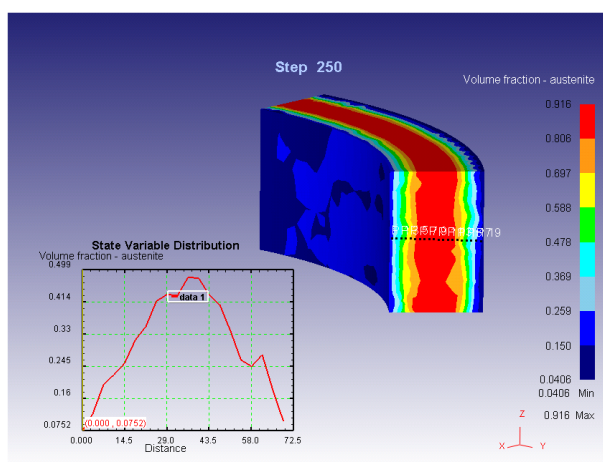 Step 250
Volume fraction - austenite
0.916
0.806
0.697
0.588
0.478
0.369
0.259
0.150
0.0406
0.0406 Min
0.916 Max
State Variable Distribution
Volume fraction - austenite
0.499
0.414
0.33
0.245
0.16
0.0752
data 1
(0.000 , 0.0752)
0.000 14.5 29.0 43.5 58.0 72.5
Distance
Z
X Y